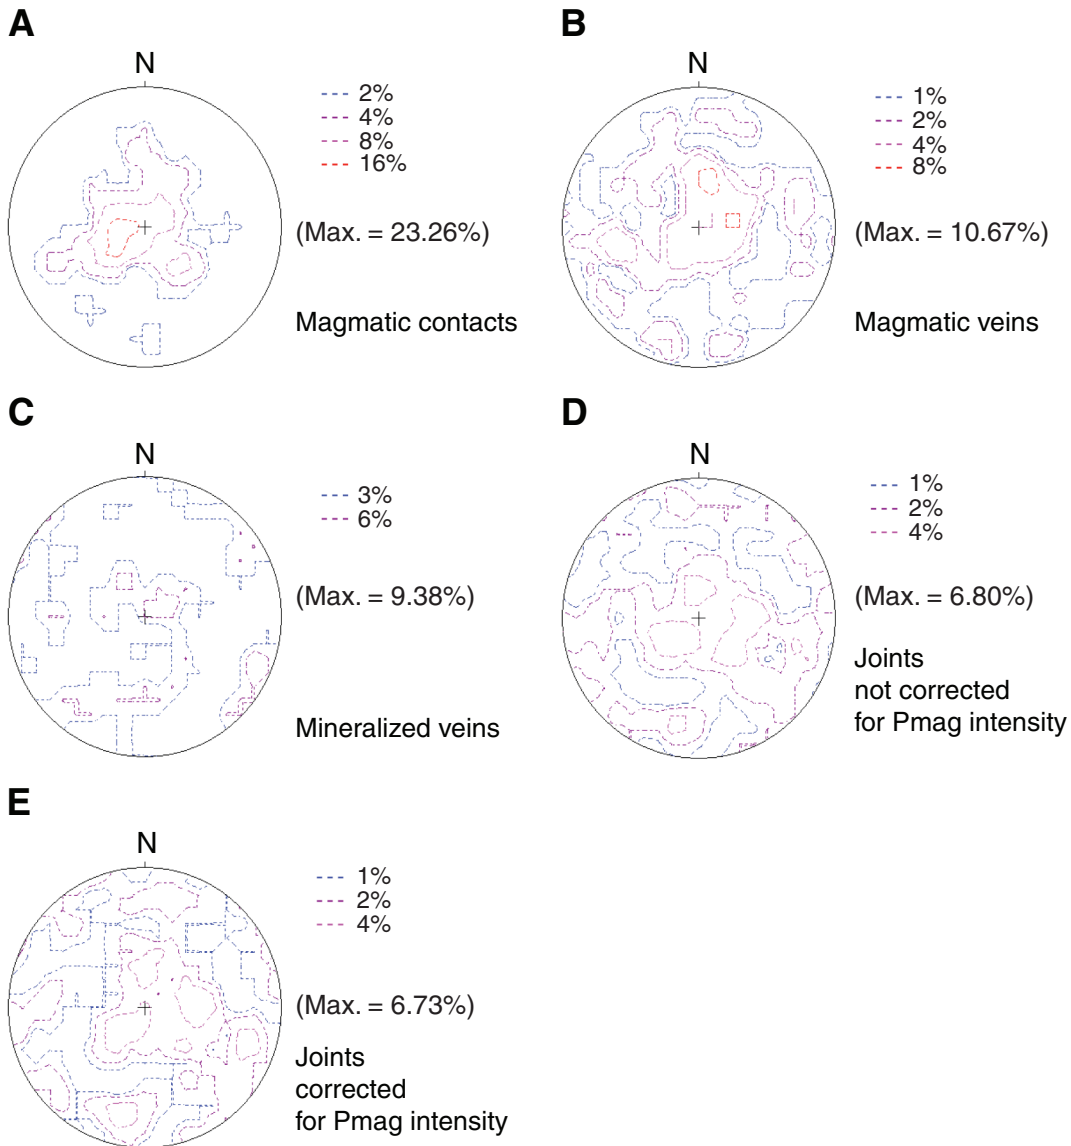 A
N
2%
4%
8%
16%
(Max. = 23.26%)
Magmatic contacts
B
N
1%
2%
4%
8%
(Max. = 10.67%)
Magmatic veins
C
N
3%
6%
(Max. = 9.38%)
Mineralized veins
D
N
1%
2%
4%
(Max. = 6.80%)
Joints
not corrected
for Pmag intensity
E
N
1%
2%
4%
(Max. = 6.73%)
Joints
corrected
for Pmag intensity